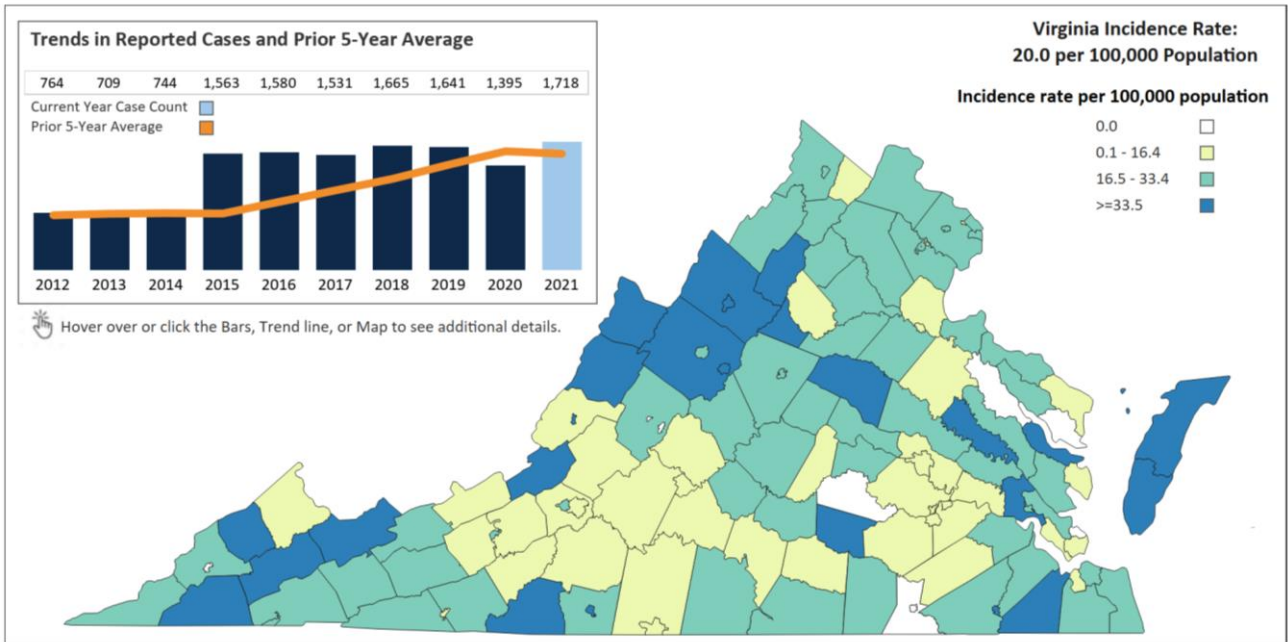 Trends in Reported Cases and Prior 5-Year Average
764 709 744 1,563 1,580 1,531 1,665 1,641 1,395 1,718
Current Year Case Count
Prior 5-Year Average
2012 2013 2014 2015 2016 2017 2018 2019 2020 2021
Hover over or click the Bars, Trend line, or Map to see additional details.
Virginia Incidence Rate:
20.0 per 100,000 Population
Incidence rate per 100,000 population
0.0
0.1 - 16.4
16.5 - 33.4
>=33.5